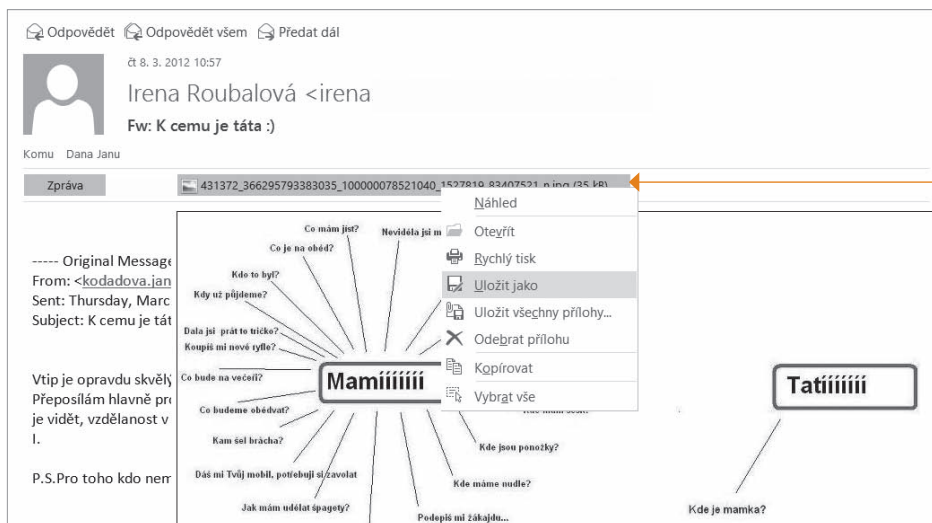 Odpovědět Odpovědět všem Předat dál
čt 8. 3. 2012 10:57
Irena Roubalová <irena
Fw: K cemu je táta :)
Komu Dana Janu
Zpráva
431372_366295793383035_100000078521040_1527819_83407521_n.jpg (35 kB)
Náhled
Otevřít
Rychlý tisk
Uložit jako
Uložit všechny přílohy...
Odebrat přílohu
Kopírovat
Vybrat vše
----- Original Message
From: <kodadova.jan
Sent: Thursday, Marc
Subject: K cemu je tát
Vtip je opravdu skvělý
Přeposílám hlavně pro
je vidět, vzdělanost v
I.
P.S.Pro toho kdo nem
Co mám jíst?
Neviděla jsi m
Co je na oběd?
Kdo to byl?
Kdy už půjdeme?
Dala jsi prát to tričko?
Koupíš mi nové ryfle?
Co bude na večeři?
Mamííííííí
Co budeme obědvat?
Kam šel brácha?
Kde jsou ponožky?
Dáš mi Tvůj mobil, potřebuji si zavolat
Kde máme nudle?
Jak mám udělat špagety?
Podepiš mi žákajdu...
Tatííííííí
Kde je mamka?